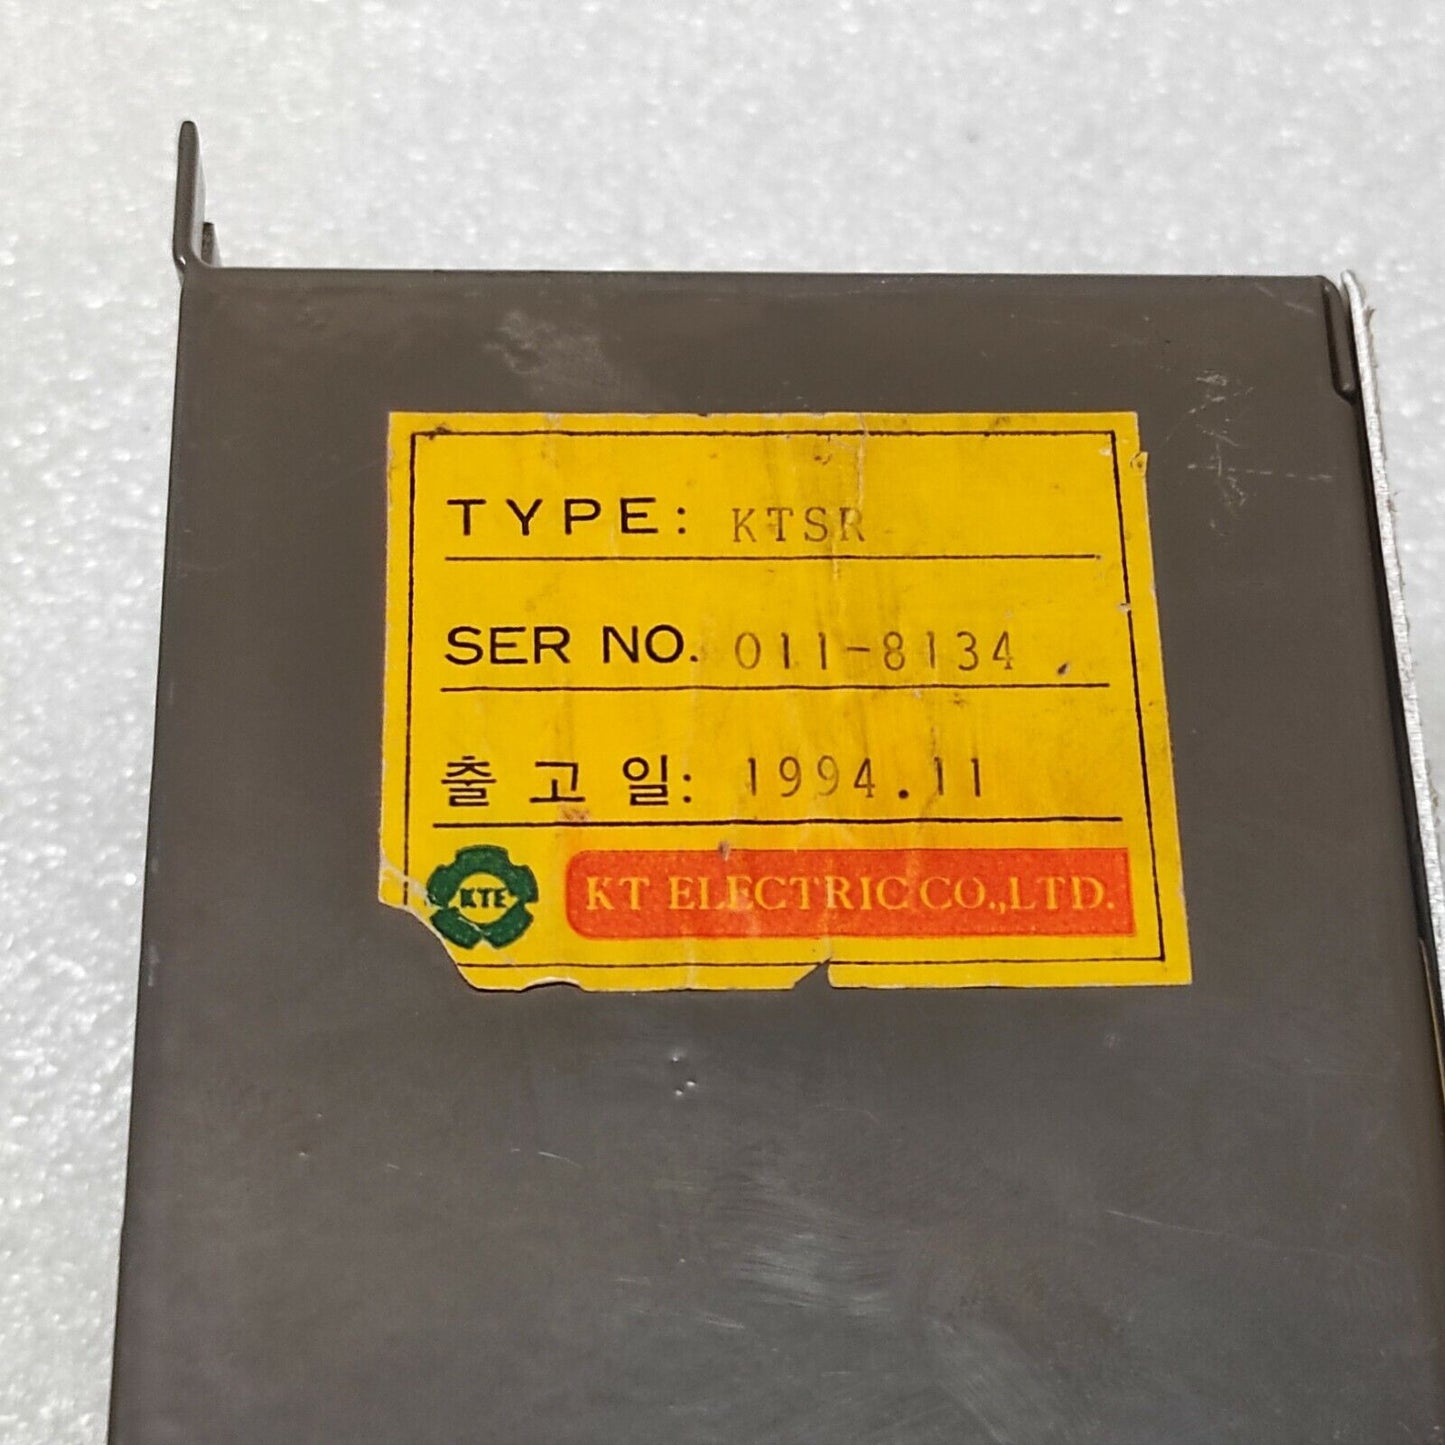 TYPE: KTSR
SER NO. 011-8134
출고일: 1994.11
KTE KT ELECTRIC CO.,LTD.